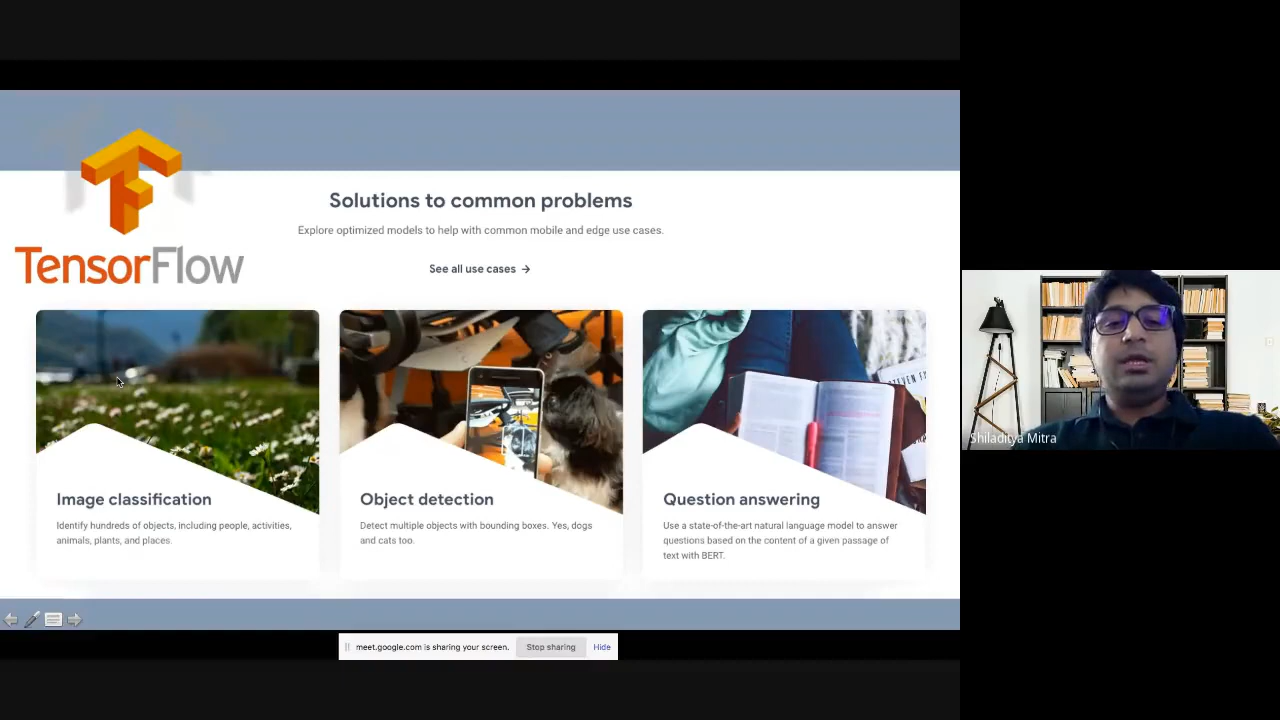 TensorFlow
Solutions to common problems
Explore optimized models to help with common mobile and edge use cases.
See all use cases →
Image classification
Identify hundreds of objects, including people, activities,
animals, plants, and places.
Object detection
Detect multiple objects with bounding boxes. Yes, dogs
and cats too.
STEVEN
Question answering
Use a state-of-the-art natural language model to answer
questions based on the content of a given passage of
text with BERT.
meet.google.com is sharing your screen.
Stop sharing
Hide
Shiladitya Mitra